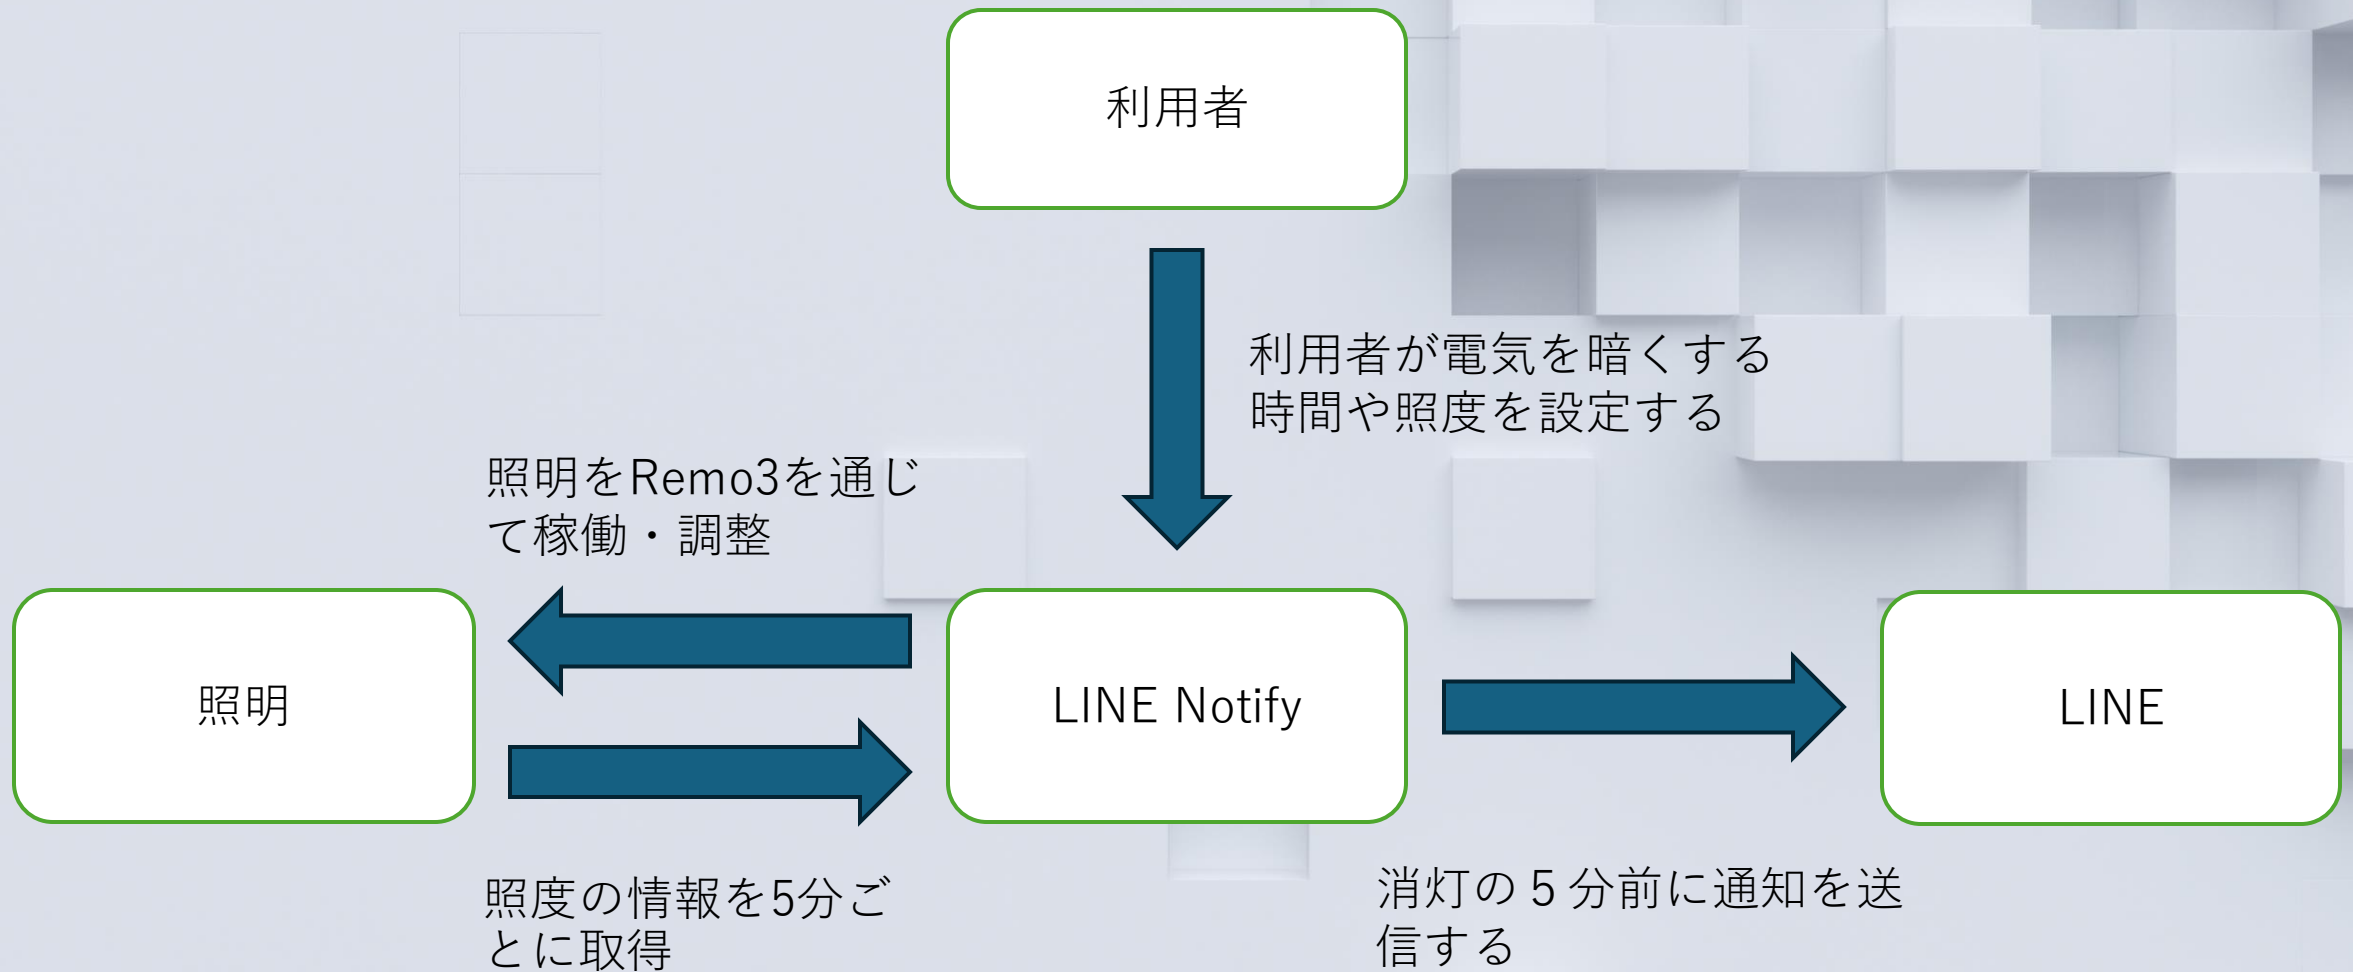 利用者
利用者が電気を暗くする
時間や照度を設定する
照明をRemo3を通じ
て稼働・調整
照明
LINE Notify
LINE
照度の情報を5分ご
とに取得
消灯の５分前に通知を送
信する